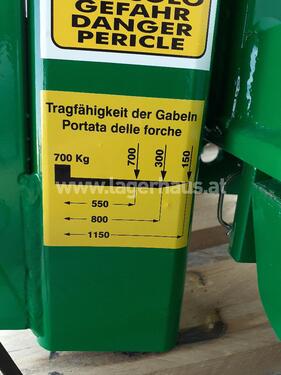 GEFAHR
DANGER
PERICLE
Tragfähigkeit der Gabeln
Portata delle forche
700 Kg
700
300
150
www.lagerhaus.at
550
800
1150